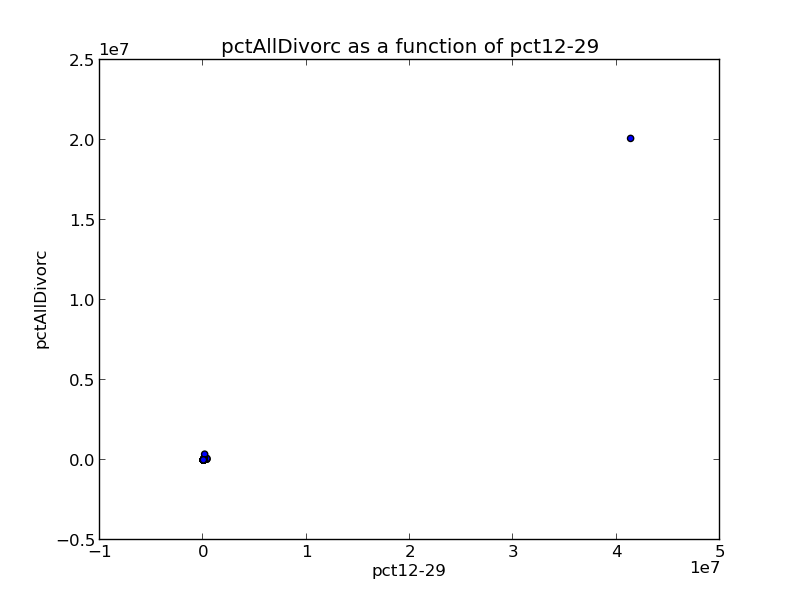 pctAllDivorc as a function of pct12-29
1e7
2.5
2.0
1.5
1.0
0.5
0.0
−0.5
pctAllDivorc
−1 0 1 2 3 4 5
1e7
pct12-29